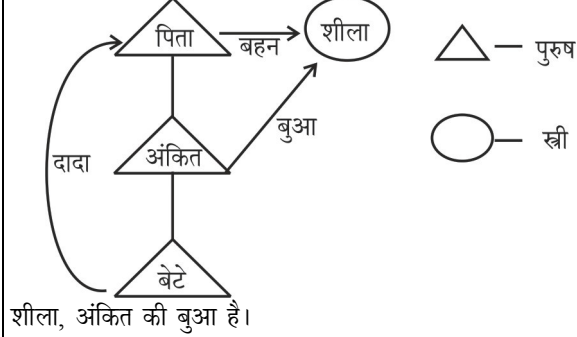 पिता
बहन
शीला
पुरुष
बुआ
स्त्री
दादा
अंकित
बेटे
शीला, अंकित की बुआ है।